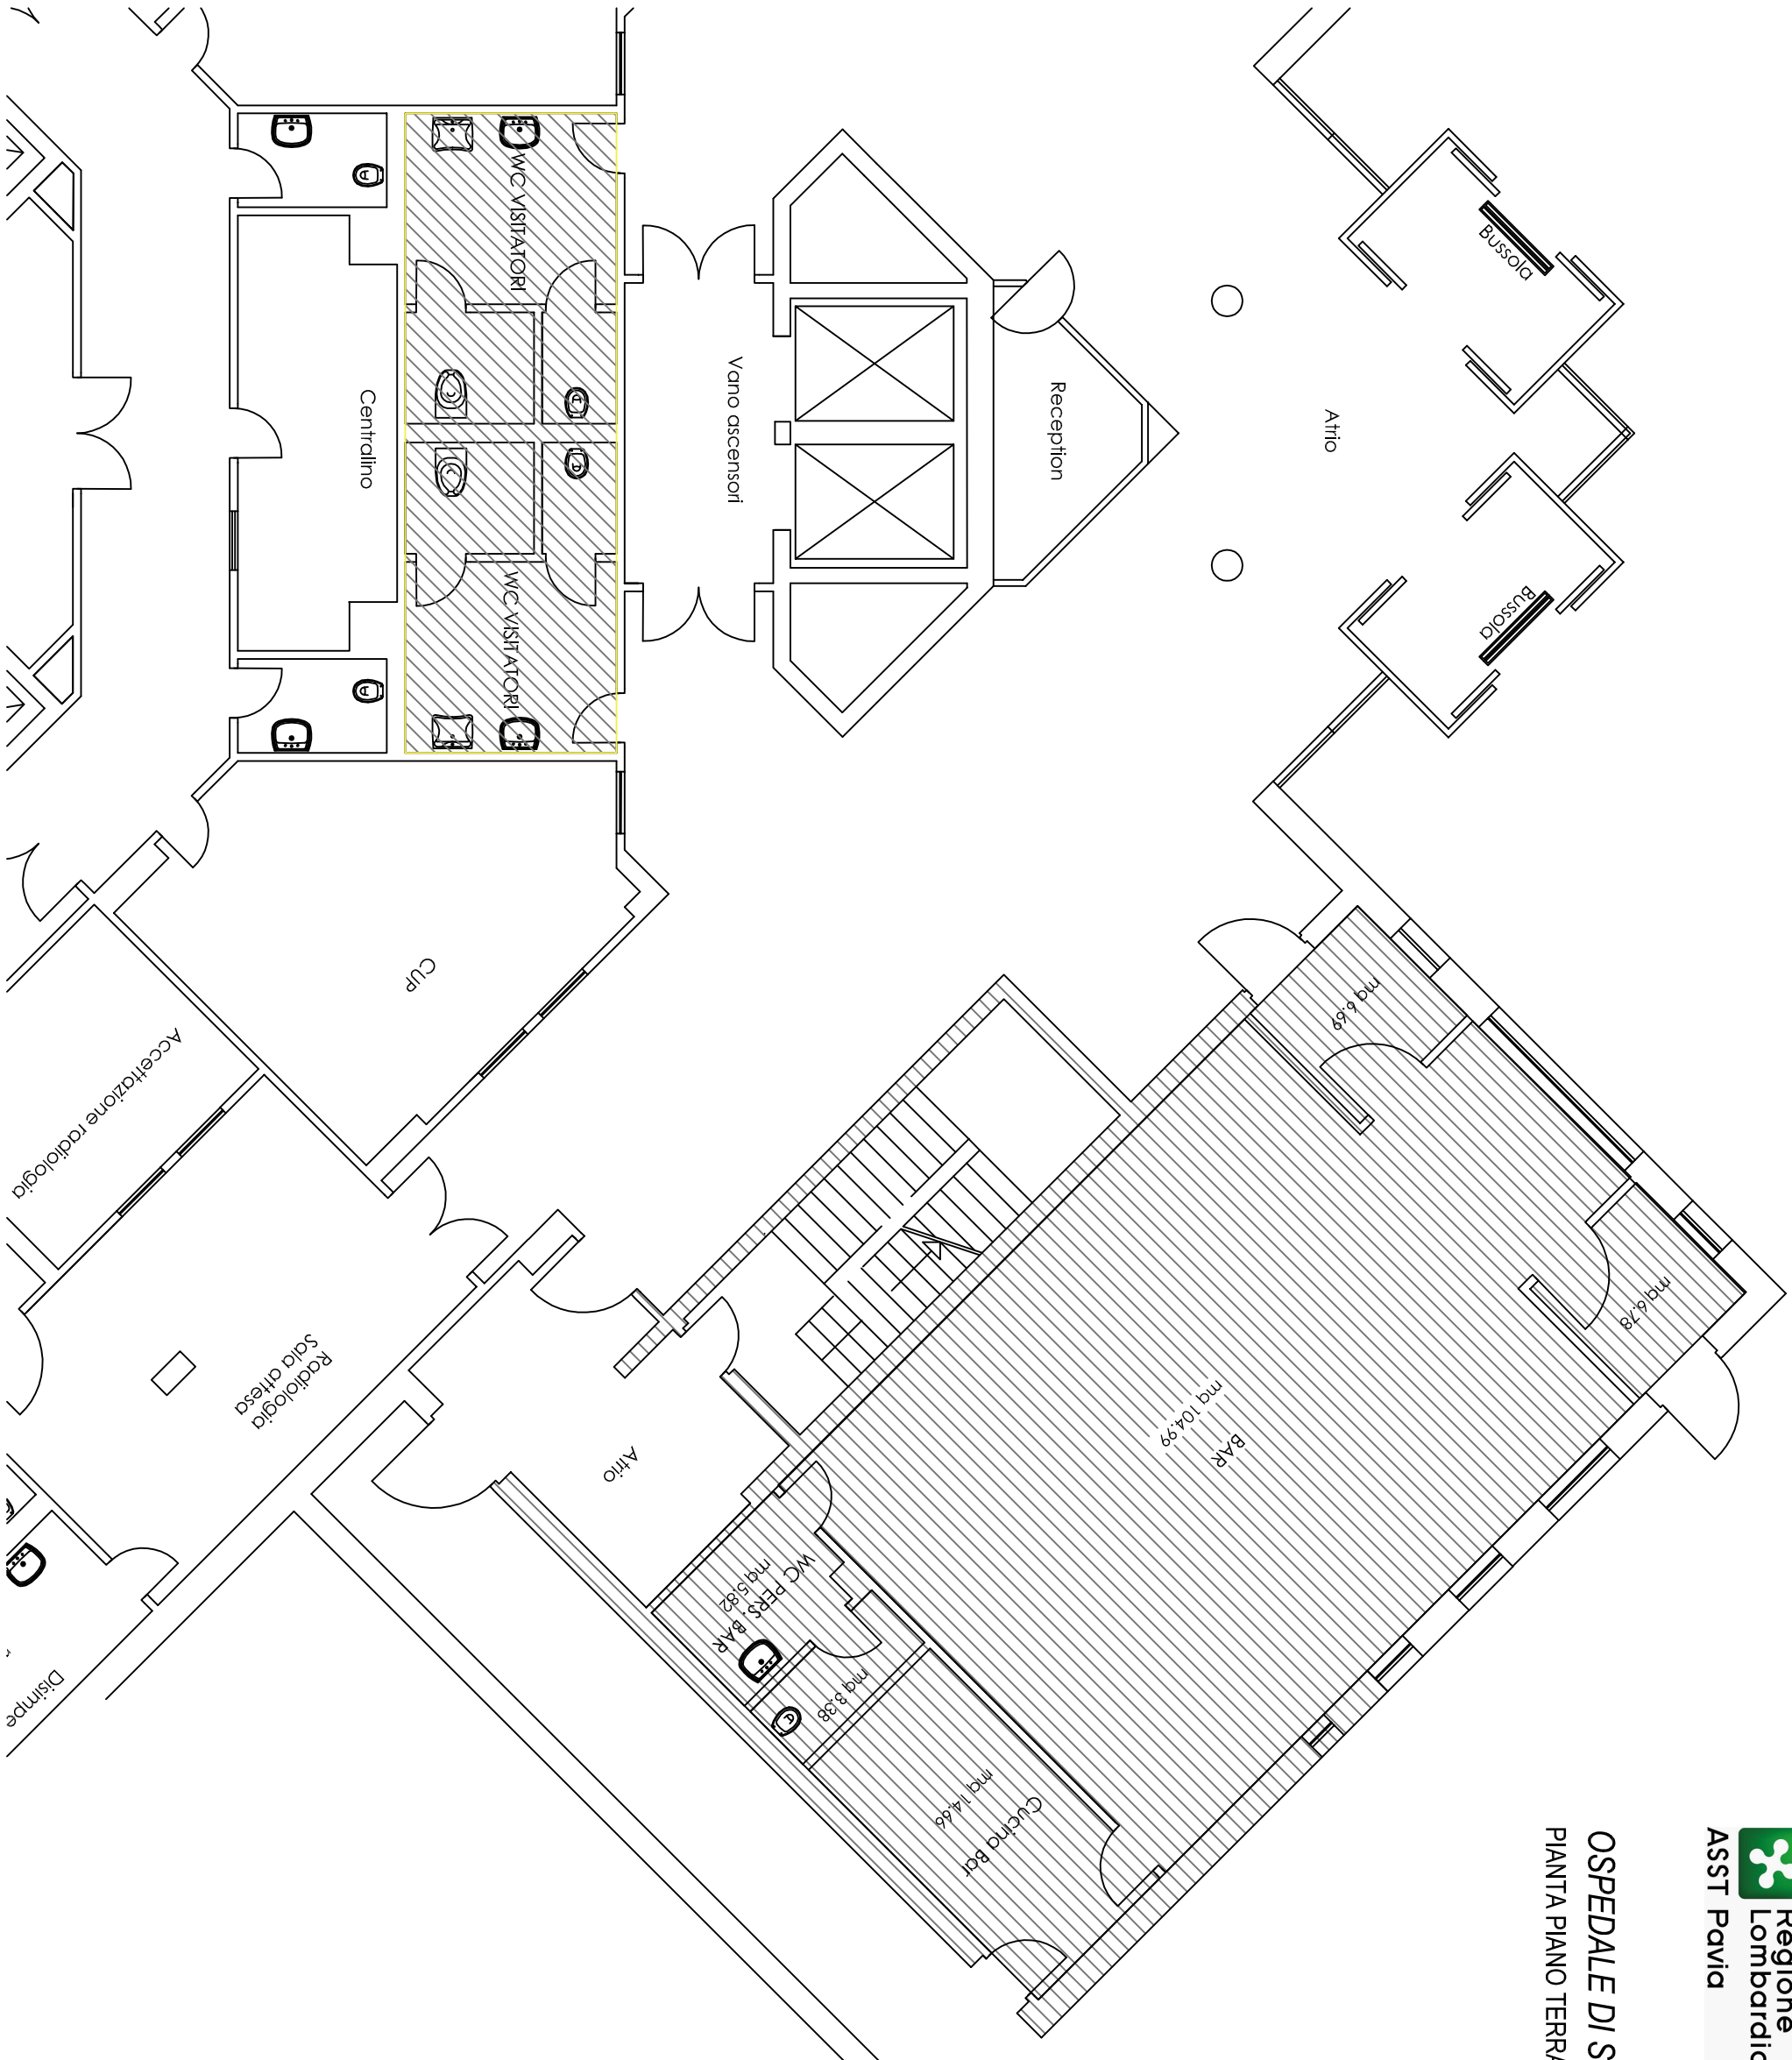 Regione
Lombardia
ASST Pavia
OSPEDALE DI S
PIANTA PIANO TERRA
Bussola
Bussola
Atrio
Reception
Vano ascensori
WC VISITATORI
WC VISITATORI
Centralino
CUP
Accettazione radiologia
Radiologia
Sala attesa
Atrio
Disimpe
mq 6,69
mq 6,78
BAR
mq 104,99
WC PERS. BAR
mq 5,82
mq 3,38
Cucina Bar
mq 14,66